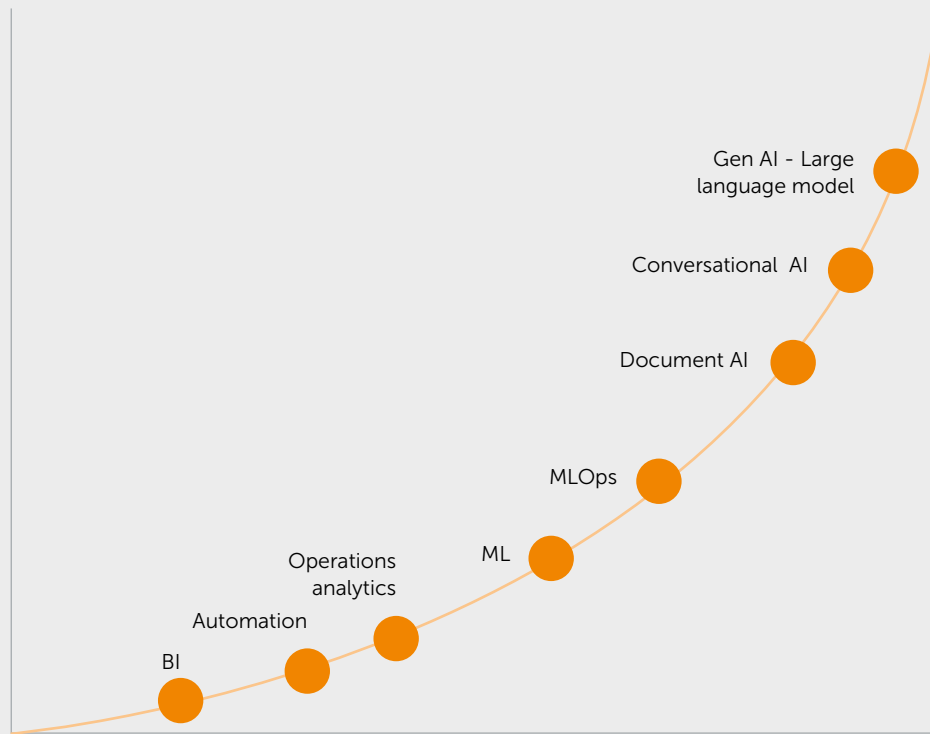 Gen AI - Large
language model
Conversational  AI
Document AI
MLOps
ML
Operations
analytics
Automation
BI